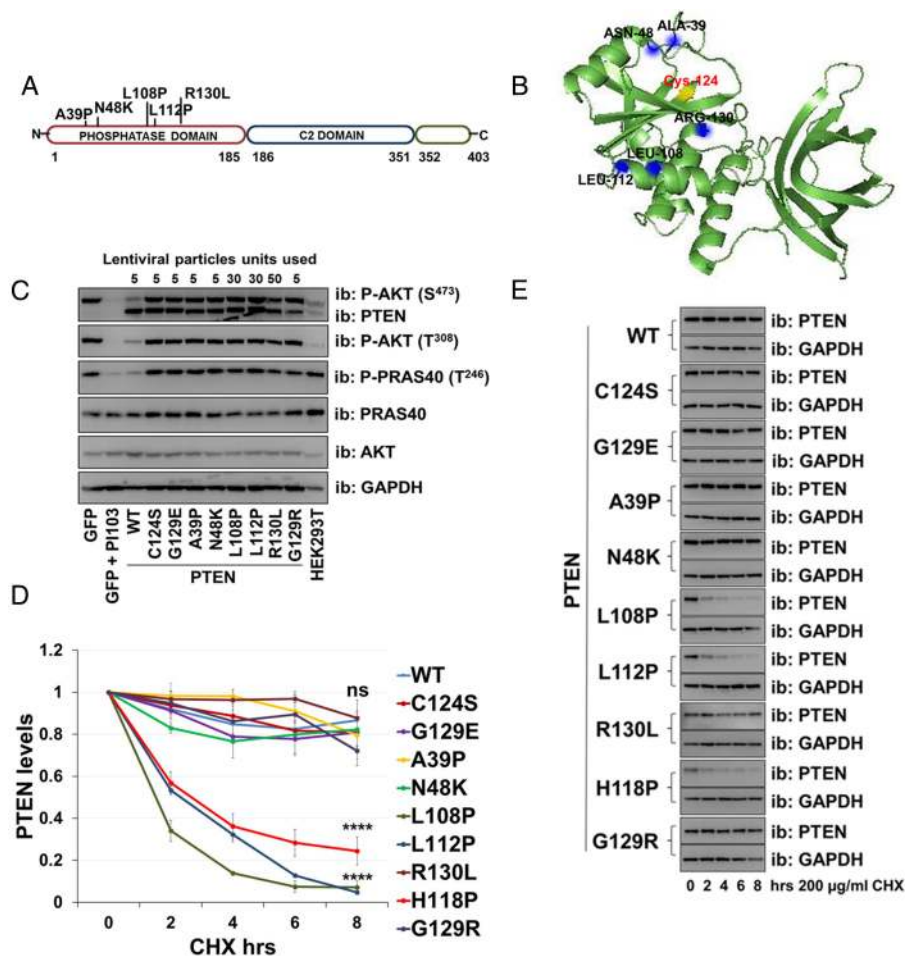 A
A39P N48K L108P L112P R130L
N PHOSPHATASE DOMAIN C2 DOMAIN C
1 185 186 351 352 403
B
ASN-48 ALA-39
Cys-124
ARG-130
LEU-108
LEU-112
C
Lentiviral particles units used
5 5 5 5 5 30 30 50 5
ib: P-AKT (S473)
ib: PTEN
ib: P-AKT (T308)
ib: P-PRAS40 (T246)
ib: PRAS40
ib: AKT
ib: GAPDH
GFP
GFP + PI103
WT
C124S
G129E
A39P
N48K
L108P
L112P
R130L
G129R
HEK293T
PTEN
D
PTEN levels
1.2
1
0.8
0.6
0.4
0.2
0
0 2 4 6 8
CHX hrs
ns
****
****
WT
C124S
G129E
A39P
N48K
L108P
L112P
R130L
H118P
G129R
E
PTEN
WT
ib: PTEN
ib: GAPDH
C124S
ib: PTEN
ib: GAPDH
G129E
ib: PTEN
ib: GAPDH
A39P
ib: PTEN
ib: GAPDH
N48K
ib: PTEN
ib: GAPDH
L108P
ib: PTEN
ib: GAPDH
L112P
ib: PTEN
ib: GAPDH
R130L
ib: PTEN
ib: GAPDH
H118P
ib: PTEN
ib: GAPDH
G129R
ib: PTEN
ib: GAPDH
0 2 4 6 8 hrs 200 µg/ml CHX